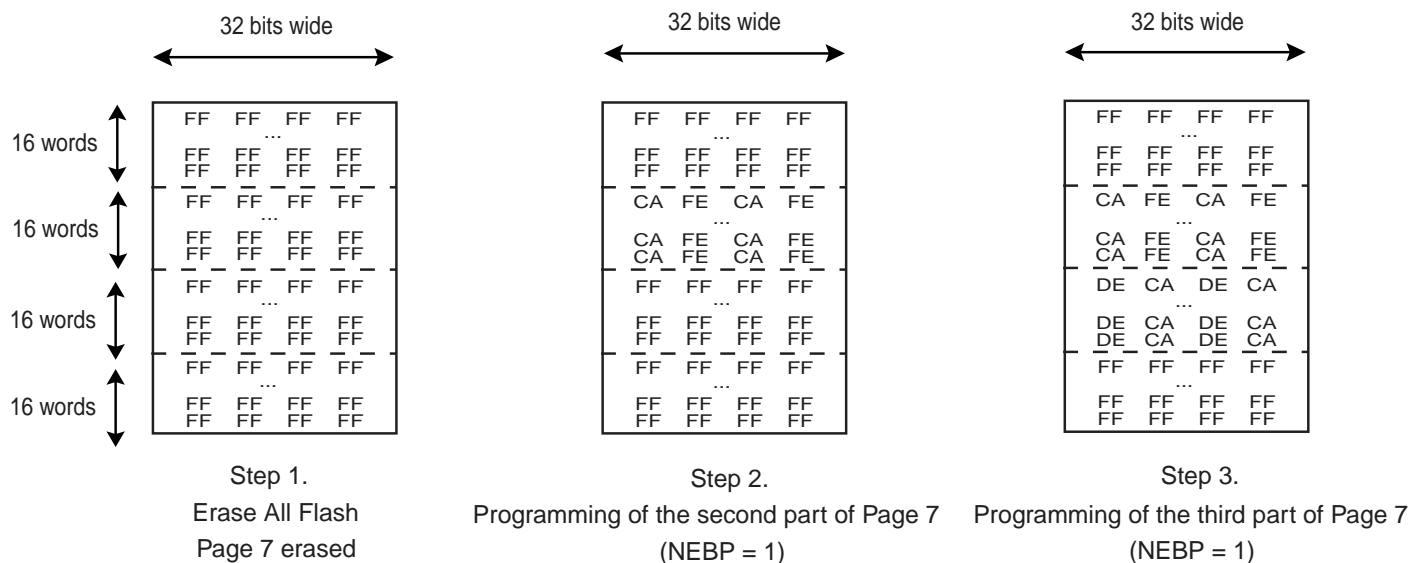 32 bits wide 32 bits wide 32 bits wide
16 words
FF FF FF FF
...
FF FF FF FF
FF FF FF FF
16 words
FF FF FF FF
...
FF FF FF FF
FF FF FF FF
16 words
FF FF FF FF
...
FF FF FF FF
FF FF FF FF
16 words
FF FF FF FF
...
FF FF FF FF
FF FF FF FF
Step 1.
Erase All Flash
Page 7 erased
FF FF FF FF
...
FF FF FF FF
FF FF FF FF
CA FE CA FE
...
CA FE CA FE
CA FE CA FE
FF FF FF FF
...
FF FF FF FF
FF FF FF FF
FF FF FF FF
...
FF FF FF FF
FF FF FF FF
Step 2.
Programming of the second part of Page 7
(NEBP = 1)
FF FF FF FF
...
FF FF FF FF
FF FF FF FF
CA FE CA FE
...
CA FE CA FE
CA FE CA FE
DE CA DE CA
...
DE CA DE CA
DE CA DE CA
FF FF FF FF
...
FF FF FF FF
FF FF FF FF
Step 3.
Programming of the third part of Page 7
(NEBP = 1)